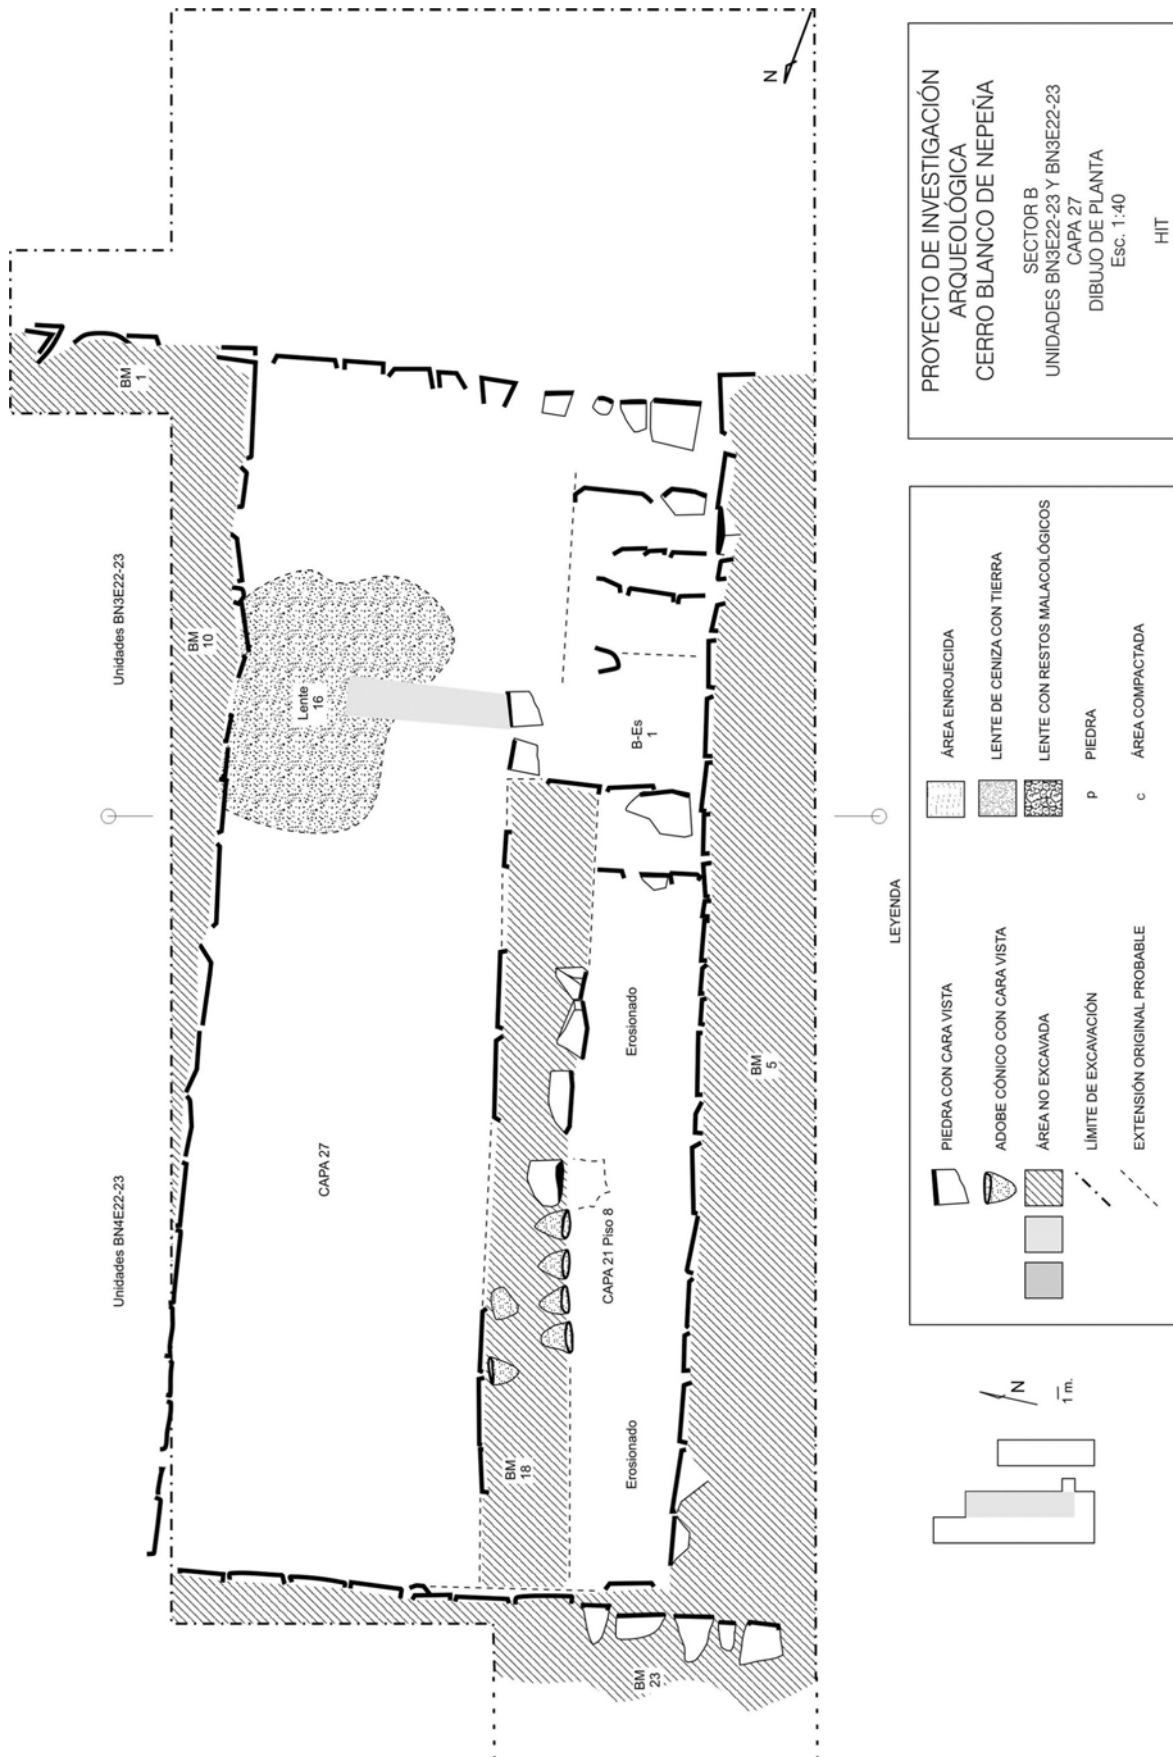 N
BM
1
Unidades BN3E22-23
BM
10
Lente
16
B-Es
1
Unidades BN4E22-23
CAPA 27
Erosionado
BM
5
CAPA 21 Piso 8
Erosionado
BM
18
BM
23
PROYECTO DE INVESTIGACIÓN
ARQUEOLÓGICA
CERRO BLANCO DE NEPEÑA
SECTOR B
UNIDADES BN3E22-23 Y BN3E22-23
CAPA 27
DIBUJO DE PLANTA
Esc. 1:40
HIT
LEYENDA
PIEDRA CON CARA VISTA
ADOBE CÓNICO CON CARA VISTA
ÁREA NO EXCAVADA
LÍMITE DE EXCAVACIÓN
EXTENSIÓN ORIGINAL PROBABLE
ÁREA ENROJECIDA
LENTE DE CENIZA CON TIERRA
LENTE CON RESTOS MALACOLÓGICOS
p PIEDRA
c ÁREA COMPACTADA
N
1 m.